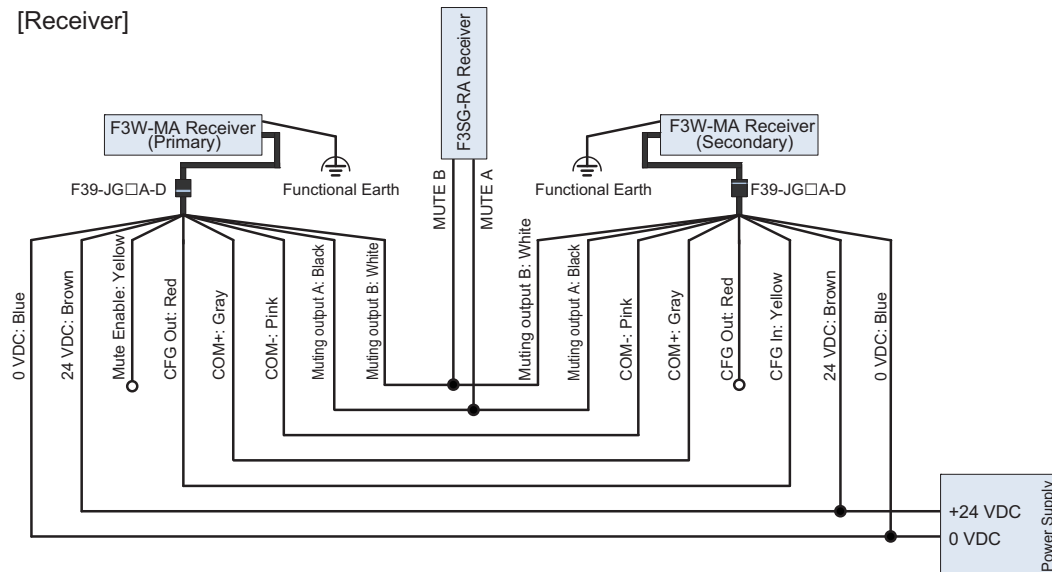 [Receiver]
F3SG-RA Receiver
F3W-MA Receiver
(Primary)
F3W-MA Receiver
(Secondary)
F39-JG□A-D
Functional Earth
MUTE B
MUTE A
Functional Earth
F39-JG□A-D
0 VDC: Blue
24 VDC: Brown
Mute Enable: Yellow
CFG Out: Red
COM+: Gray
COM-: Pink
Muting output A: Black
Muting output B: White
Muting output B: White
Muting output A: Black
COM-: Pink
COM+: Gray
CFG Out: Red
CFG In: Yellow
24 VDC: Brown
0 VDC: Blue
+24 VDC
0 VDC
Power Supply